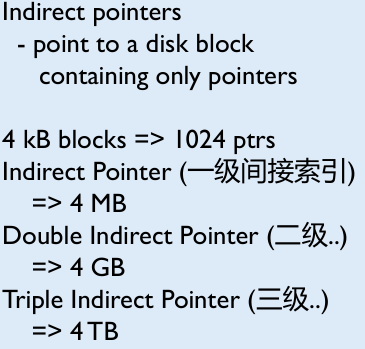 Indirect pointers
- point to a disk block
containing only pointers
4 kB blocks => 1024 ptrs
Indirect Pointer (一级间接索引)
=> 4 MB
Double Indirect Pointer (二级..)
=> 4 GB
Triple Indirect Pointer (三级..)
=> 4 TB